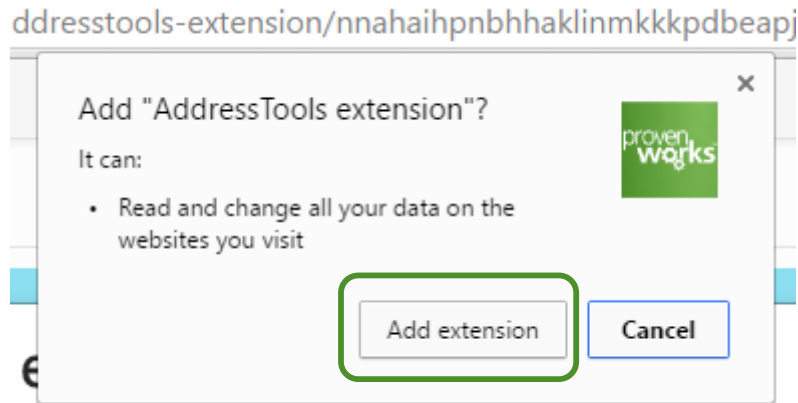 ddresstools-extension/nnahaihpnbhhaklinmkkkpdbeapj
Add "AddressTools extension"?
proven
works
It can:
• Read and change all your data on the
websites you visit
Add extension
Cancel
e